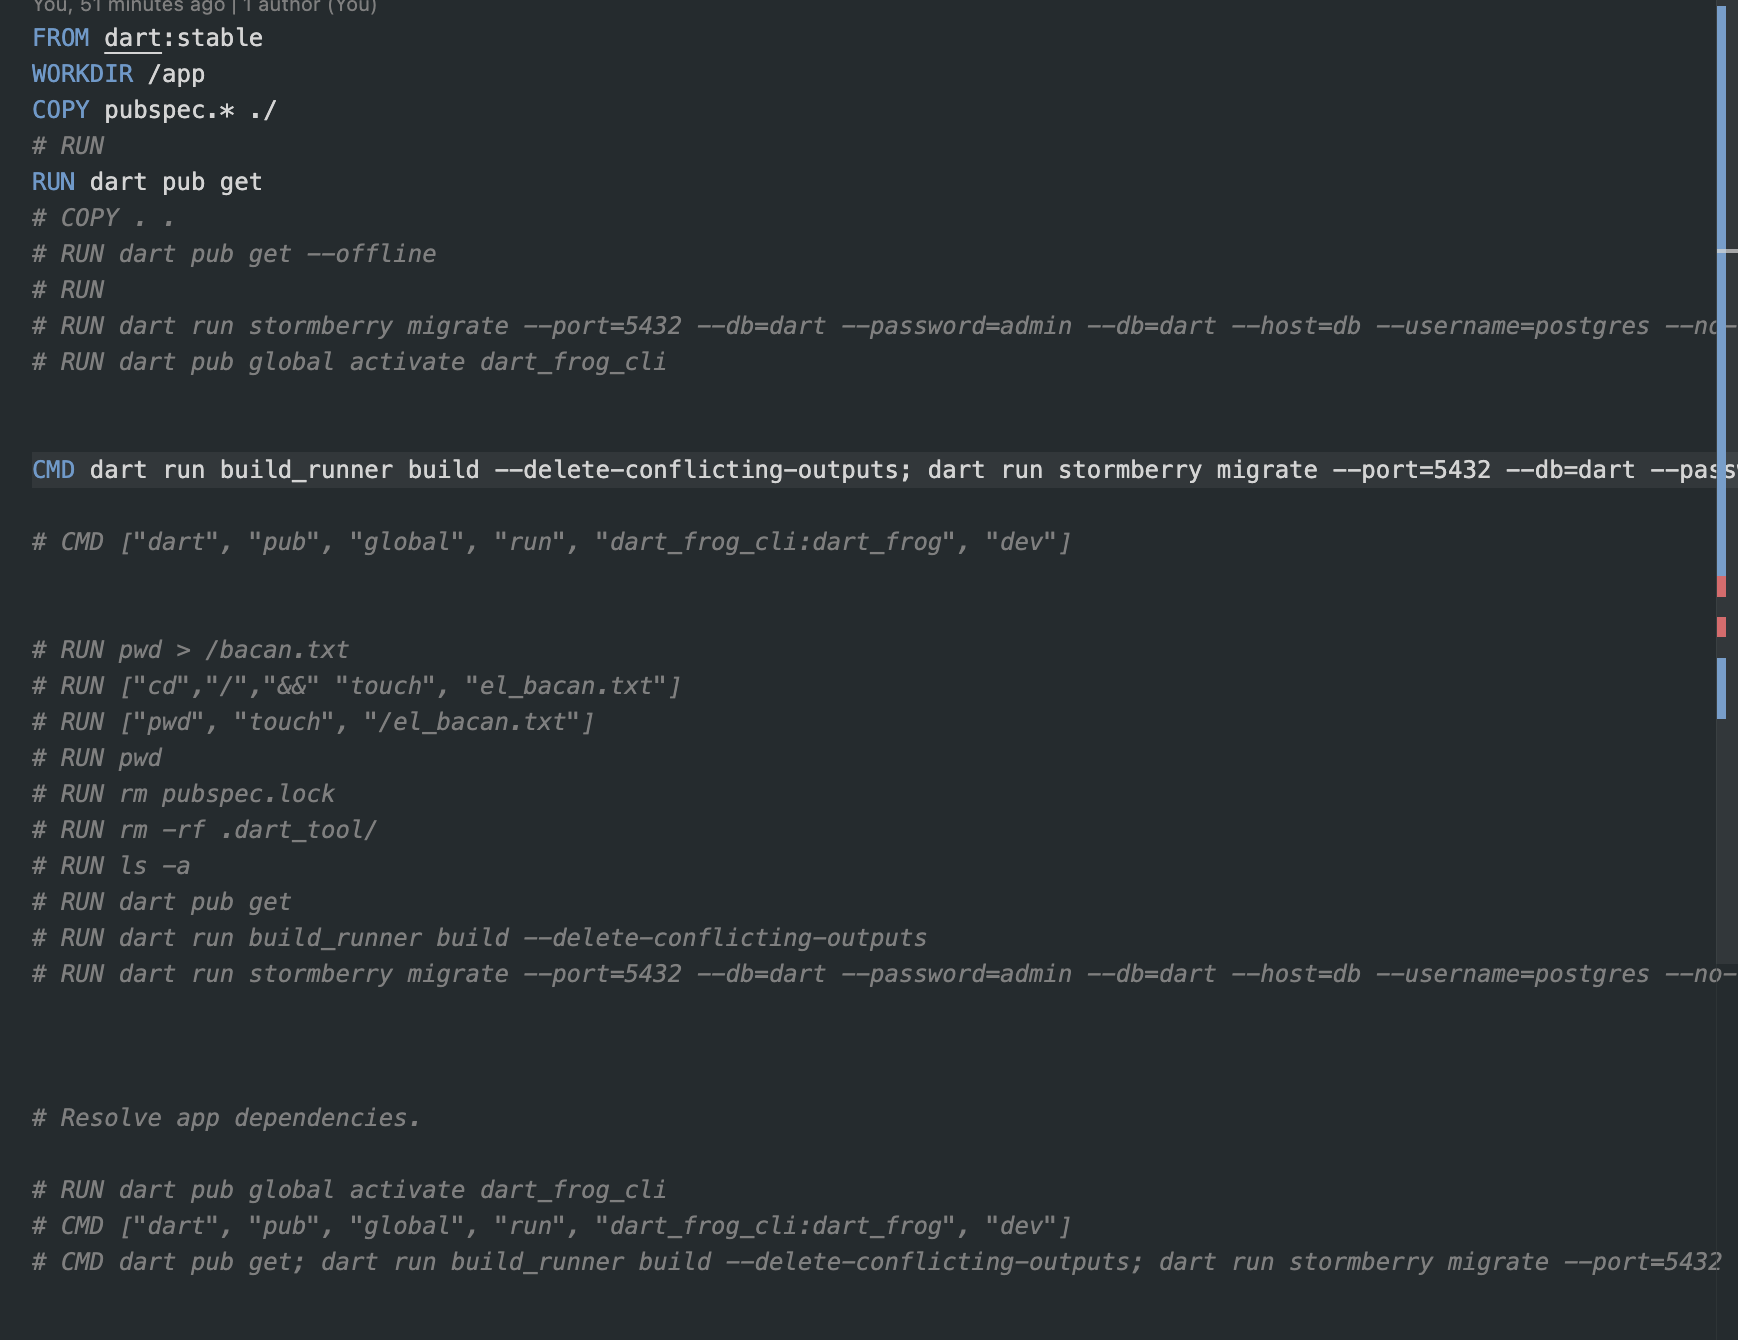 You, 51 minutes ago | 1 author (You)
FROM dart:stable
WORKDIR /app
COPY pubspec.* ./
# RUN
RUN dart pub get
# COPY . .
# RUN dart pub get --offline
# RUN
# RUN dart run stormberry migrate --port=5432 --db=dart --password=admin --db=dart --host=db --username=postgres --no-
# RUN dart pub global activate dart_frog_cli
CMD dart run build_runner build --delete-conflicting-outputs; dart run stormberry migrate --port=5432 --db=dart --pass
# CMD ["dart", "pub", "global", "run", "dart_frog_cli:dart_frog", "dev"]
# RUN pwd > /bacan.txt
# RUN ["cd","/","&&" "touch", "el_bacan.txt"]
# RUN ["pwd", "touch", "/el_bacan.txt"]
# RUN pwd
# RUN rm pubspec.lock
# RUN rm -rf .dart_tool/
# RUN ls -a
# RUN dart pub get
# RUN dart run build_runner build --delete-conflicting-outputs
# RUN dart run stormberry migrate --port=5432 --db=dart --password=admin --db=dart --host=db --username=postgres --no-
# Resolve app dependencies.
# RUN dart pub global activate dart_frog_cli
# CMD ["dart", "pub", "global", "run", "dart_frog_cli:dart_frog", "dev"]
# CMD dart pub get; dart run build_runner build --delete-conflicting-outputs; dart run stormberry migrate --port=5432